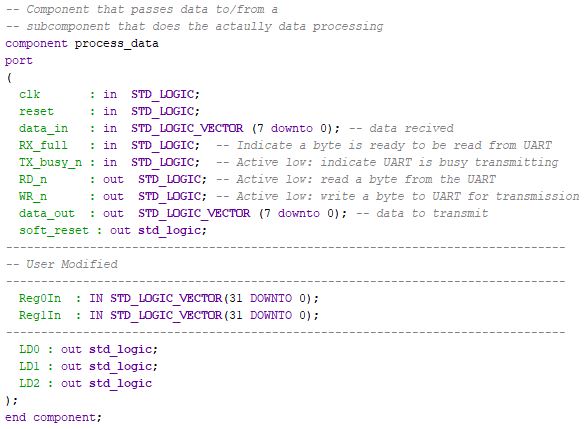 -- Component that passes data to/from a
-- subcomponent that does the actaully data processing
component process_data
port
(
  clk       : in  STD_LOGIC;
  reset     : in  STD_LOGIC;
  data_in   : in  STD_LOGIC_VECTOR (7 downto 0); -- data recived
  RX_full   : in  STD_LOGIC;  -- Indicate a byte is ready to be read from UART
  TX_busy_n : in  STD_LOGIC;  -- Active low: indicate UART is busy transmitting
  RD_n      : out  STD_LOGIC; -- Active low: read a byte from the UART
  WR_n      : out  STD_LOGIC; -- Active low: write a byte to UART for transmission
  data_out  : out  STD_LOGIC_VECTOR (7 downto 0); -- data to transmit
  soft_reset : out std_logic;
--------------------------------------------------------------------------------
-- User Modified
--------------------------------------------------------------------------------
  Reg0In  : IN STD_LOGIC_VECTOR(31 DOWNTO 0);
  Reg1In  : IN STD_LOGIC_VECTOR(31 DOWNTO 0);
--------------------------------------------------------------------------------
  LD0 : out std_logic;
  LD1 : out std_logic;
  LD2 : out std_logic
);
end component;